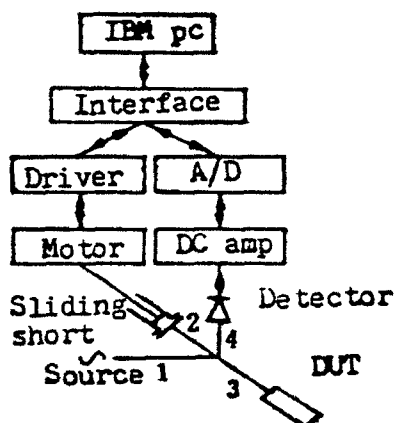 IBM pc
Interface
Driver
A/D
Motor
DC amp
Sliding
short
2
Detector
4
Source 1
3
DUT